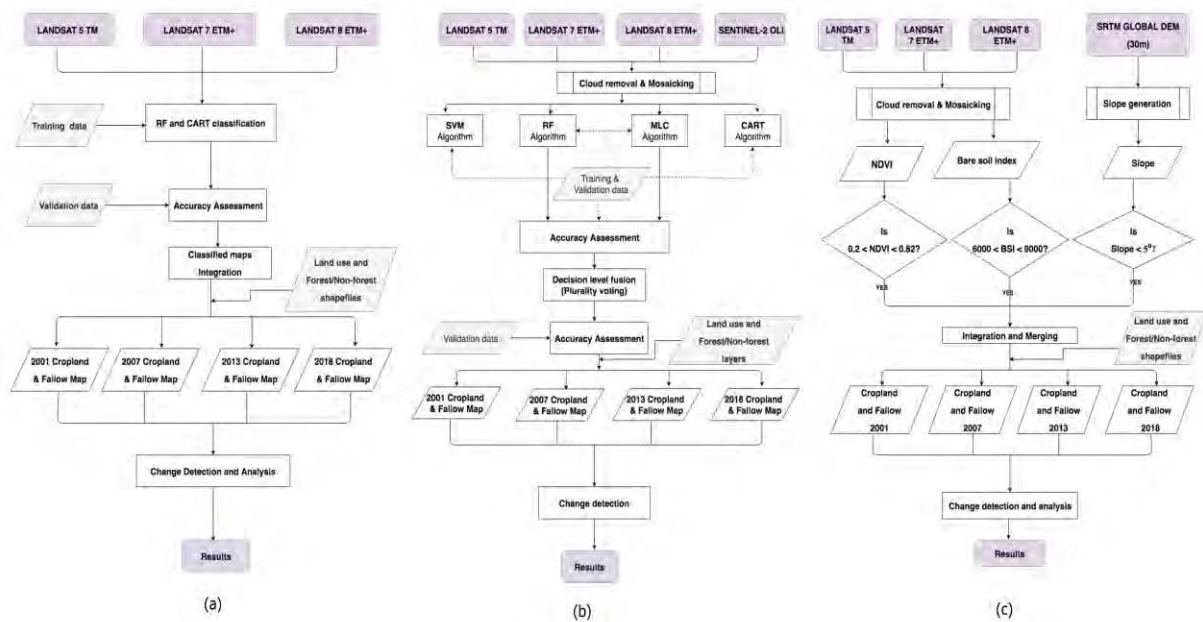 LANDSAT 5 TM
LANDSAT 7 ETM+
LANDSAT 8 ETM+
Training data
RF and CART classification
Validation data
Accuracy Assessment
Classified maps
Integration
Land use and
Forest/Non-forest
shapefiles
2001 Cropland
& Fallow Map
2007 Cropland
& Fallow Map
2013 Cropland
& Fallow Map
2018 Cropland
& Fallow Map
Change Detection and Analysis
Results
(a)
LANDSAT 5 TM
LANDSAT 7 ETM+
LANDSAT 8 ETM+
SENTINEL-2 OLI
Cloud removal & Mosaicking
SVM
Algorithm
RF
Algorithm
MLC
Algorithm
CART
Algorithm
Training &
Validation data
Accuracy Assessment
Decision level fusion
(Plurality voting)
Validation data
Accuracy Assessment
Land use and
Forest/Non-forest
layers
2001 Cropland
& Fallow Map
2007 Cropland
& Fallow Map
2013 Cropland
& Fallow Map
2018 Cropland
& Fallow Map
Change detection
Results
(b)
LANDSAT 5
TM
LANDSAT
7 ETM+
LANDSAT 8
ETM+
SRTM GLOBAL DEM
(30m)
Cloud removal & Mosaicking
Slope generation
NDVI
Bare soil index
Slope
Is
0.2 < NDVI < 0.82?
Is
6000 < BSI < 9000?
Is
Slope < 5°?
YES
YES
YES
Integration and Merging
Land use and
Forest/Non-forest
shapefiles
Cropland
and Fallow
2001
Cropland
and Fallow
2007
Cropland
and Fallow
2013
Cropland
and Fallow
2018
Change detection and analysis
Results
(c)